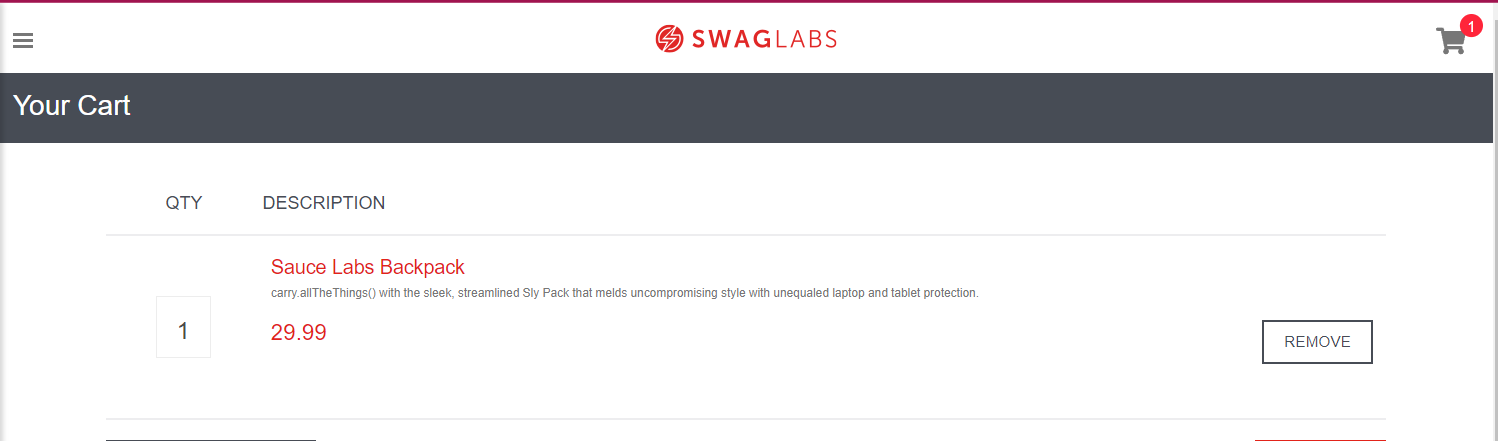 SWAGLABS
1
Your Cart
QTY DESCRIPTION
Sauce Labs Backpack
carry.allTheThings() with the sleek, streamlined Sly Pack that melds uncompromising style with unequaled laptop and tablet protection.
1
29.99
REMOVE